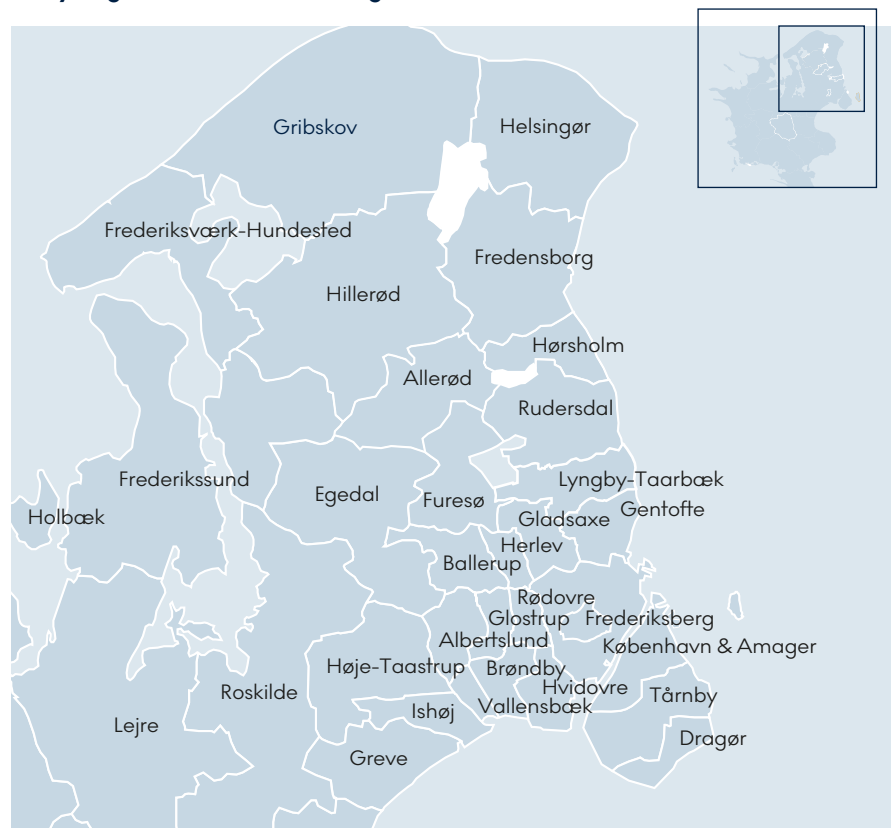 Gribskov
Helsingør
Frederiksværk-Hundested
Fredensborg
Hillerød
Hørsholm
Allerød
Rudersdal
Frederikssund
Egedal
Furesø
Lyngby-Taarbæk
Gentofte
Holbæk
Gladsaxe
Herlev
Ballerup
Rødovre
Glostrup
Frederiksberg
Albertslund
København & Amager
Høje-Taastrup
Brøndby
Hvidovre
Roskilde
Tårnby
Vallensbæk
Ishøj
Lejre
Dragør
Greve